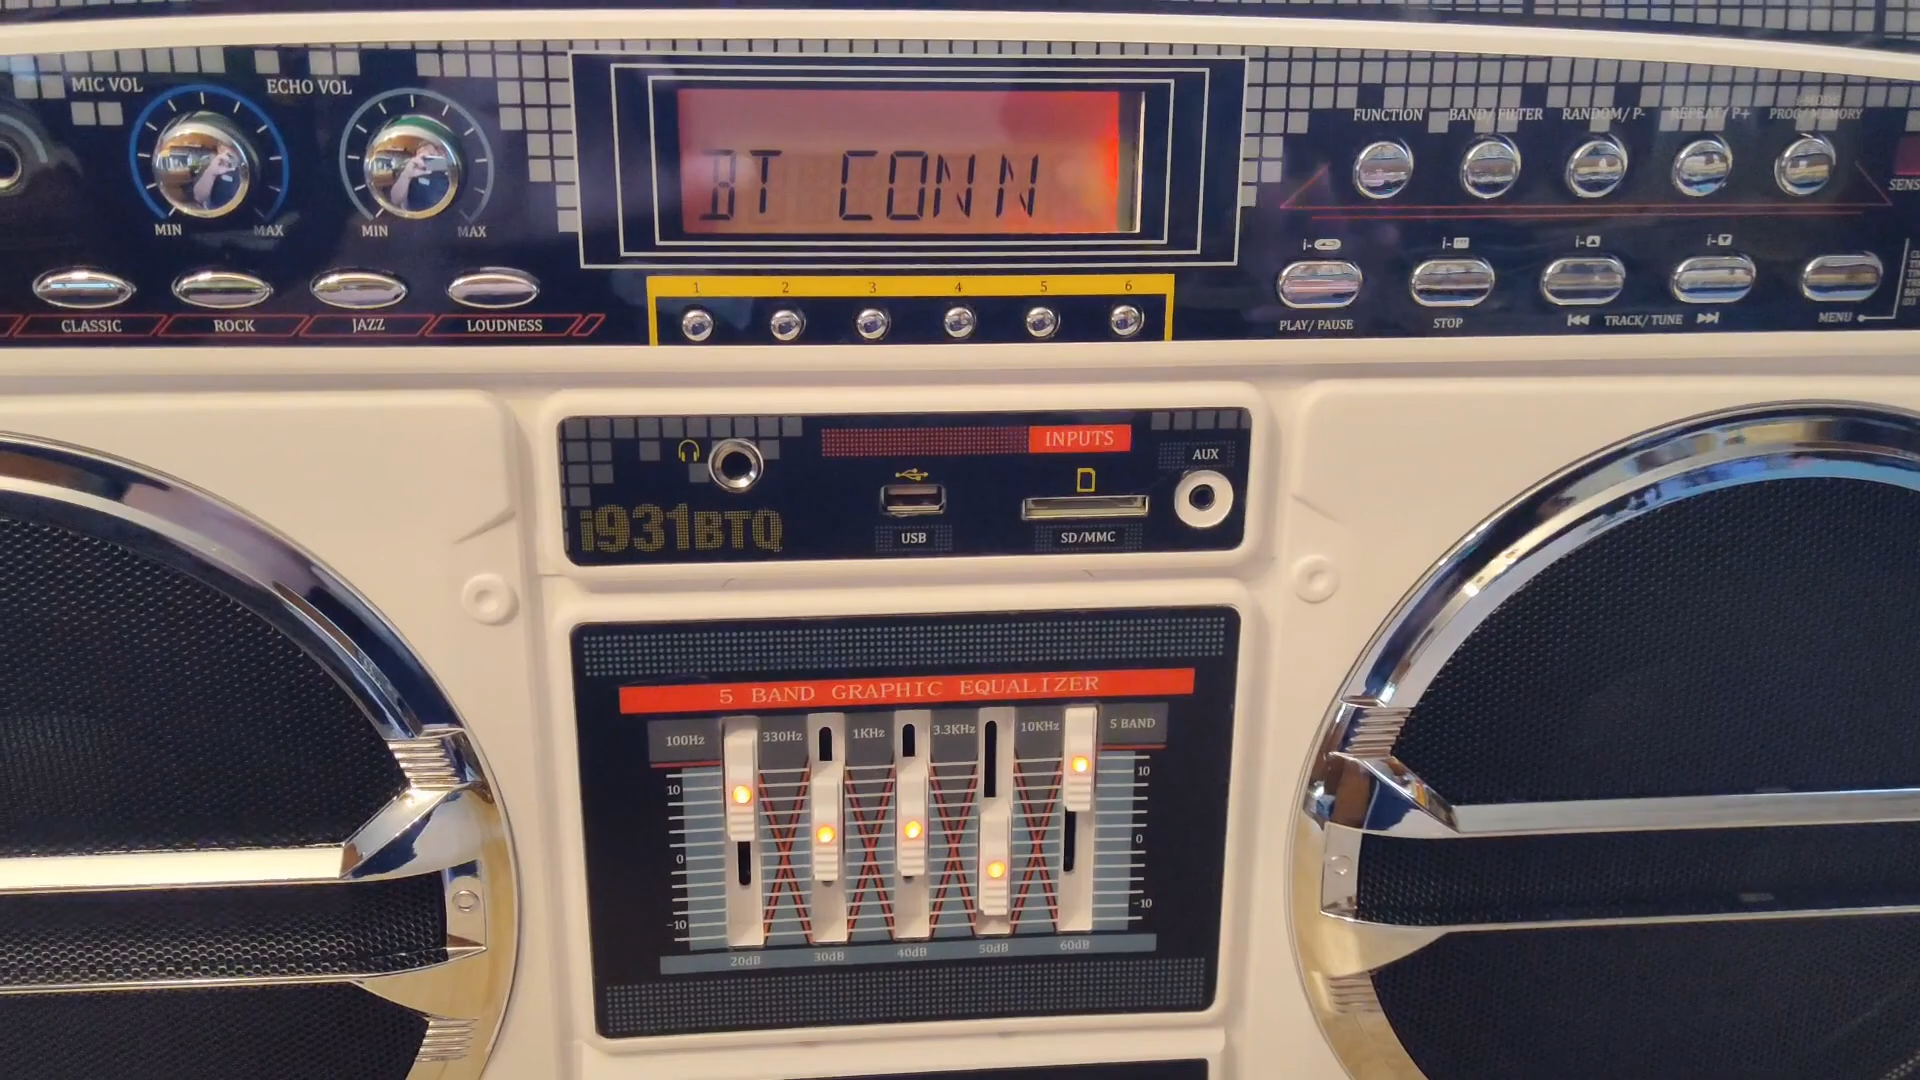 MIC VOL
ECHO VOL
MIN
MAX
MIN
MAX
CLASSIC
ROCK
JAZZ
LOUDNESS
BT CONN
1 2 3 4 5 6
FUNCTION
BAND/ FILTER
RANDOM/ P-
REPEAT/ P+
MODE
PROG/ MEMORY
SENS
i-
i-
i-
i-
PLAY/ PAUSE
STOP
TRACK/ TUNE
MENU
INPUTS
AUX
USB
SD/MMC
i931BTQ
5 BAND GRAPHIC EQUALIZER
100Hz
330Hz
1KHz
3.3KHz
10KHz
5 BAND
10
0
-10
10
0
-10
20dB
30dB
40dB
50dB
60dB